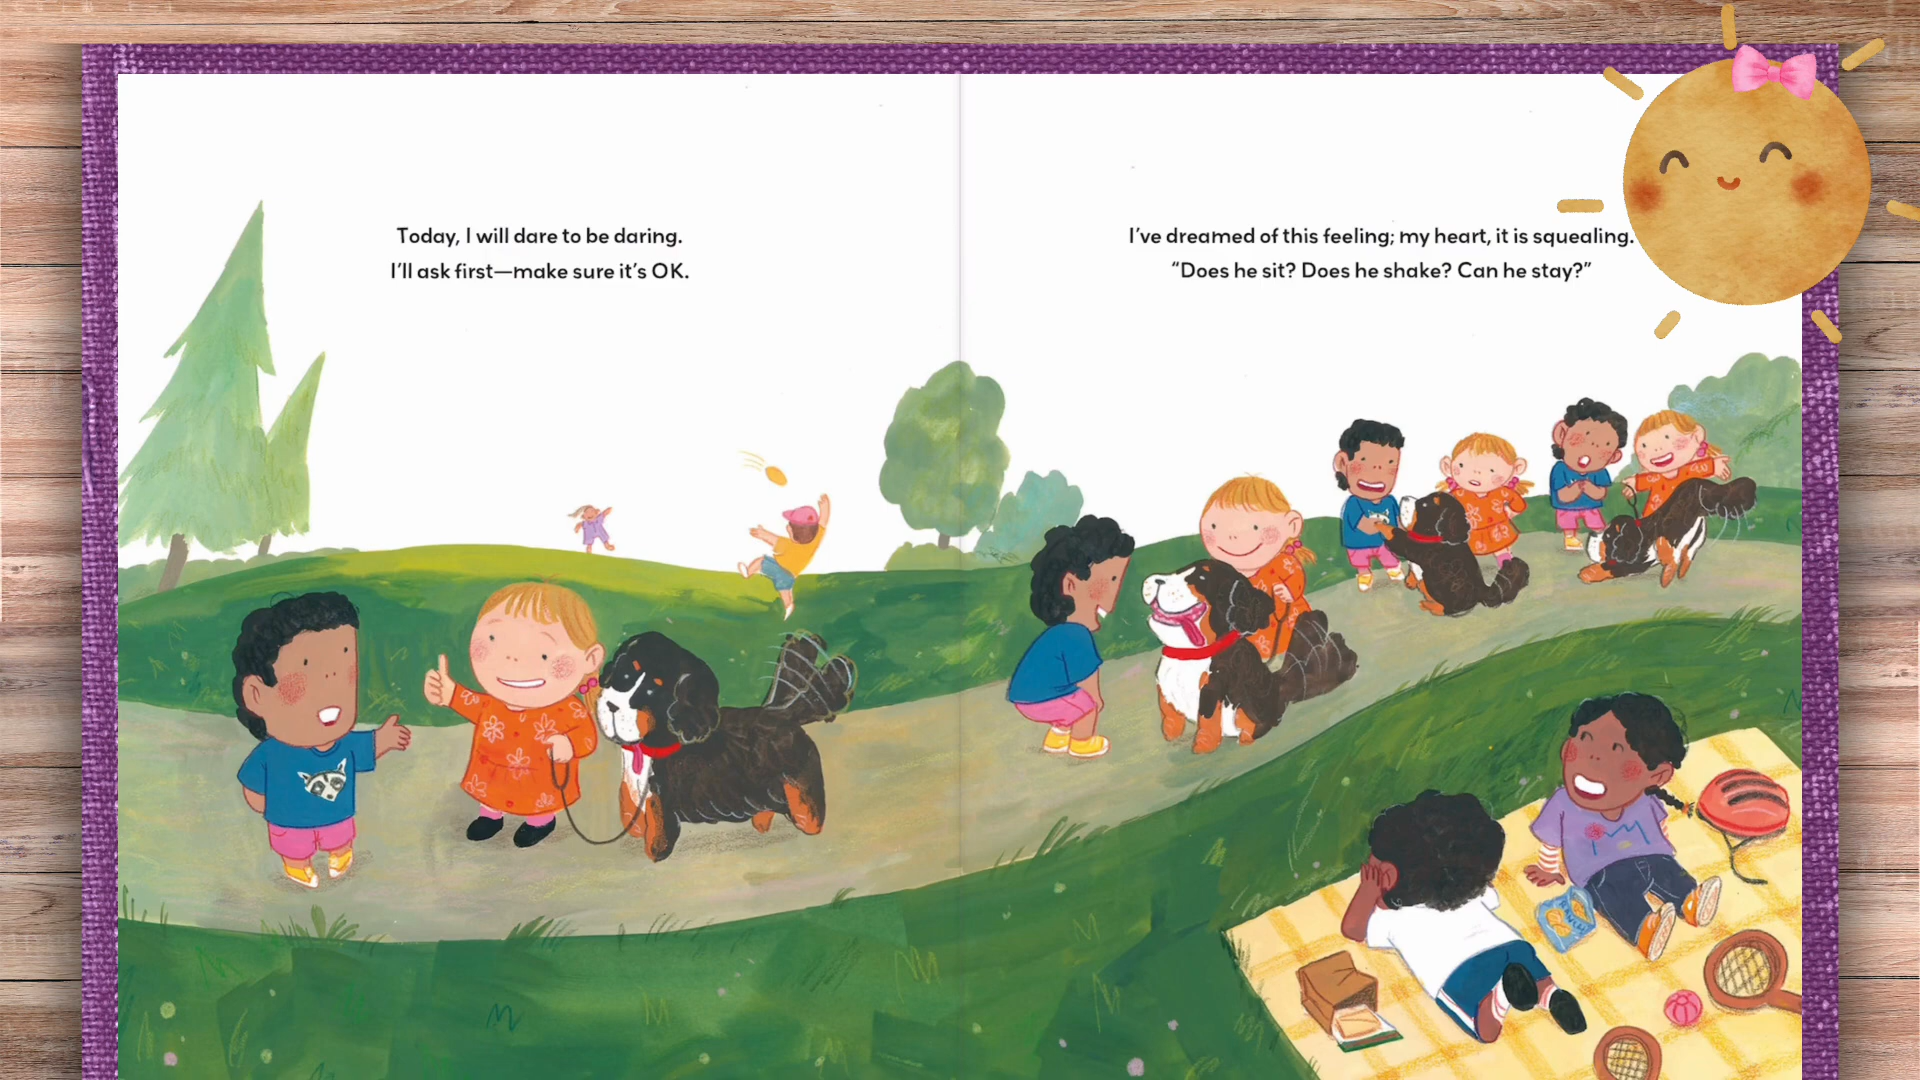 Today, I will dare to be daring.
I'll ask first—make sure it's OK.
I've dreamed of this feeling; my heart, it is squealing.
"Does he sit? Does he shake? Can he stay?"